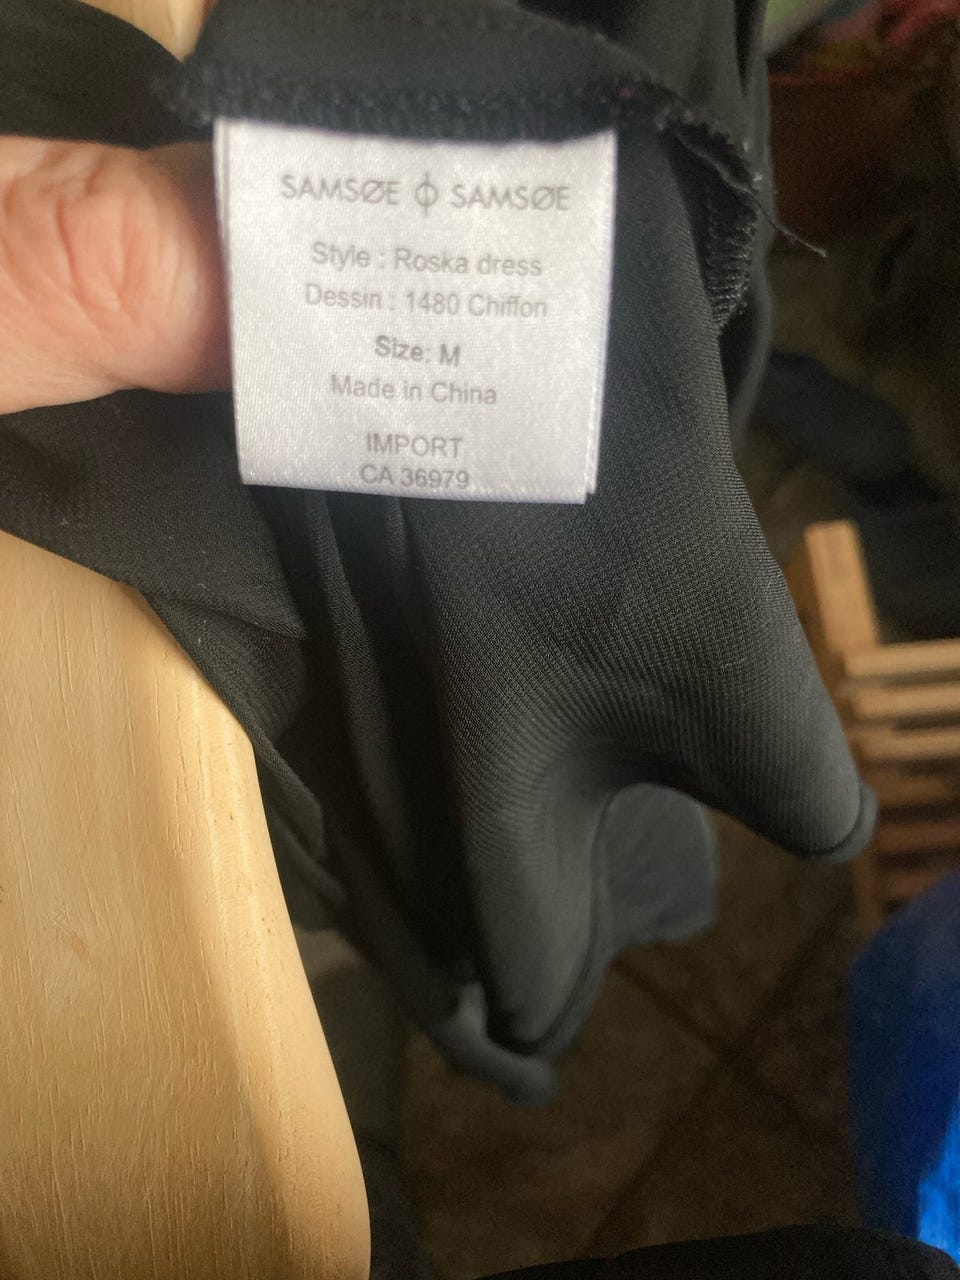 SAMSØE ϕ SAMSØE
Style : Roska dress
Dessin : 1480 Chiffon
Size: M
Made in China
IMPORT
CA 36979